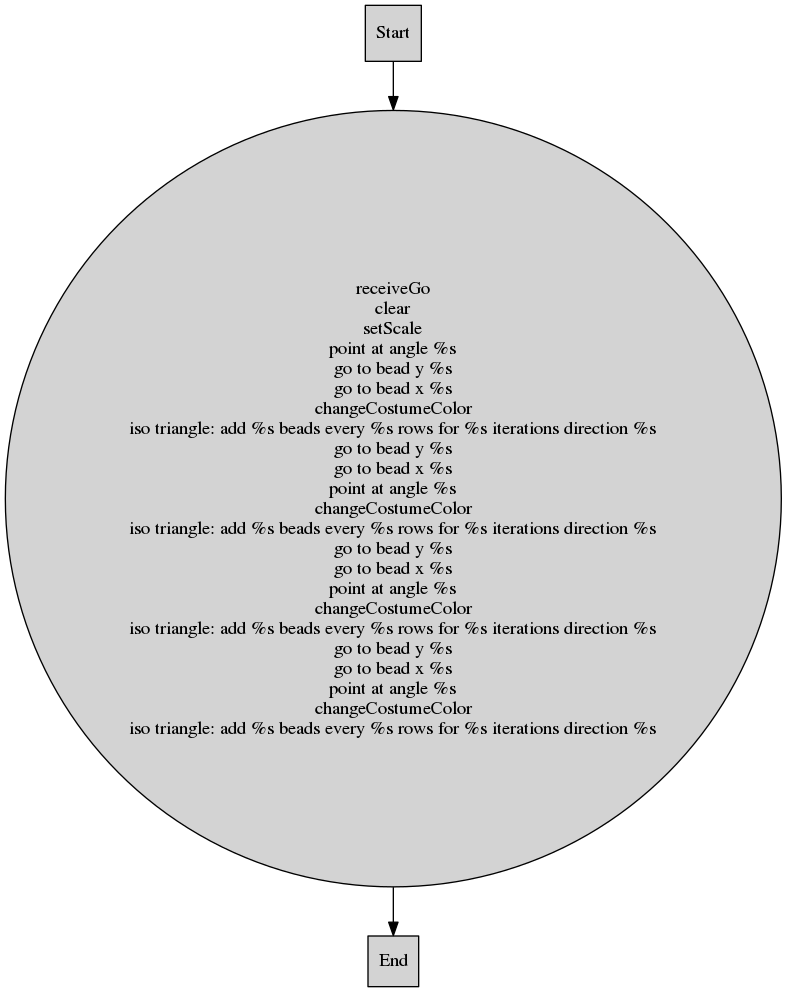 Start
receiveGo
clear
setScale
point at angle %s
go to bead y %s
go to bead x %s
changeCostumeColor
iso triangle: add %s beads every %s rows for %s iterations direction %s
go to bead y %s
go to bead x %s
point at angle %s
changeCostumeColor
iso triangle: add %s beads every %s rows for %s iterations direction %s
go to bead y %s
go to bead x %s
point at angle %s
changeCostumeColor
iso triangle: add %s beads every %s rows for %s iterations direction %s
go to bead y %s
go to bead x %s
point at angle %s
changeCostumeColor
iso triangle: add %s beads every %s rows for %s iterations direction %s
End